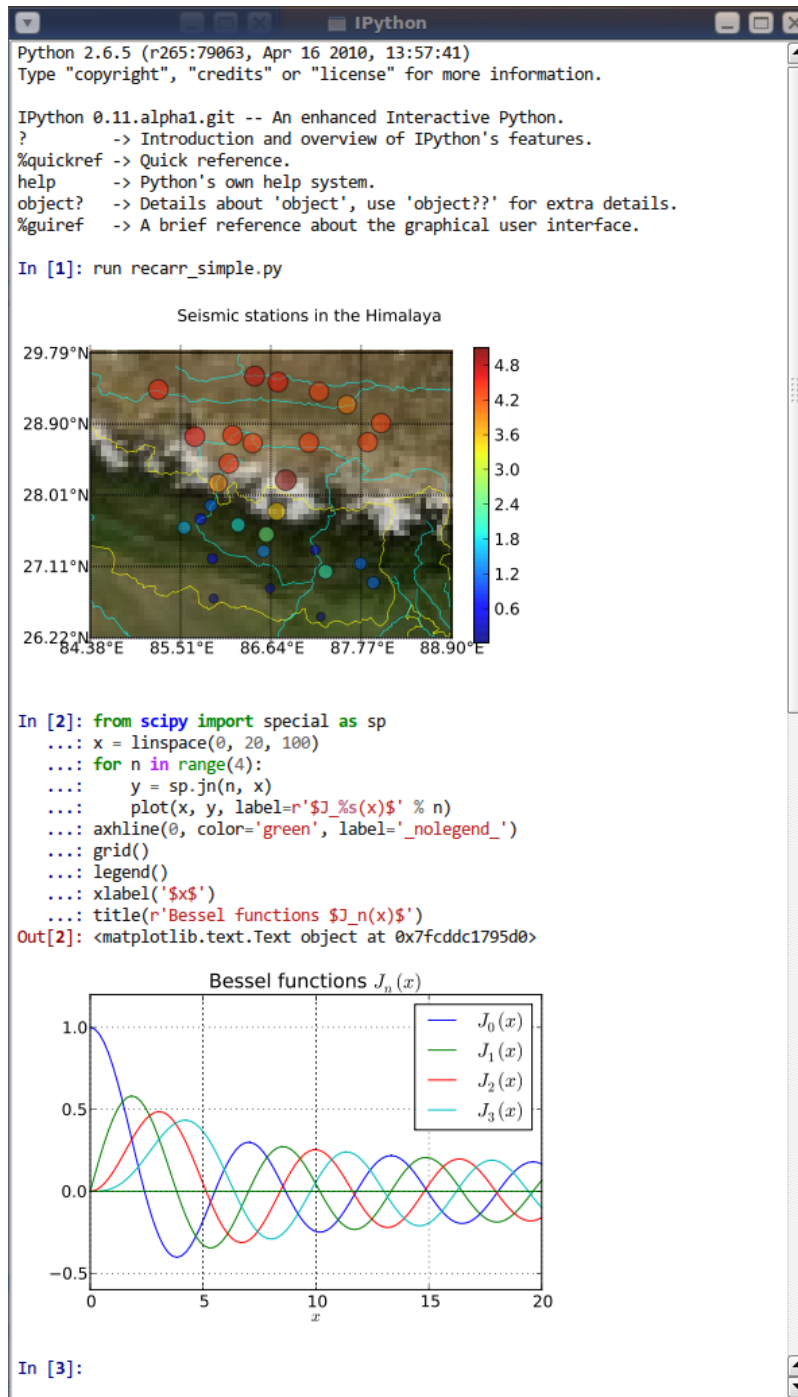 IPython
Python 2.6.5 (r265:79063, Apr 16 2010, 13:57:41)
Type "copyright", "credits" or "license" for more information.
IPython 0.11.alpha1.git -- An enhanced Interactive Python.
?         -> Introduction and overview of IPython's features.
%quickref -> Quick reference.
help      -> Python's own help system.
object?   -> Details about 'object', use 'object??' for extra details.
%guiref   -> A brief reference about the graphical user interface.
In [1]: run recarr_simple.py
Seismic stations in the Himalaya
29.79°N
28.90°N
28.01°N
27.11°N
26.22°N
84.38°E 85.51°E 86.64°E 87.77°E 88.90°E
4.8
4.2
3.6
3.0
2.4
1.8
1.2
0.6
In [2]: from scipy import special as sp
   ...: x = linspace(0, 20, 100)
   ...: for n in range(4):
   ...:     y = sp.jn(n, x)
   ...:     plot(x, y, label=r'$J_%s(x)$' % n)
   ...: axhline(0, color='green', label='_nolegend_')
   ...: grid()
   ...: legend()
   ...: xlabel('$x$')
   ...: title(r'Bessel functions $J_n(x)$')
Out[2]: <matplotlib.text.Text object at 0x7fcddc1795d0>
Bessel functions J_n(x)
J_0(x)
J_1(x)
J_2(x)
J_3(x)
1.0
0.5
0.0
−0.5
0 5 10 15 20
x
In [3]: